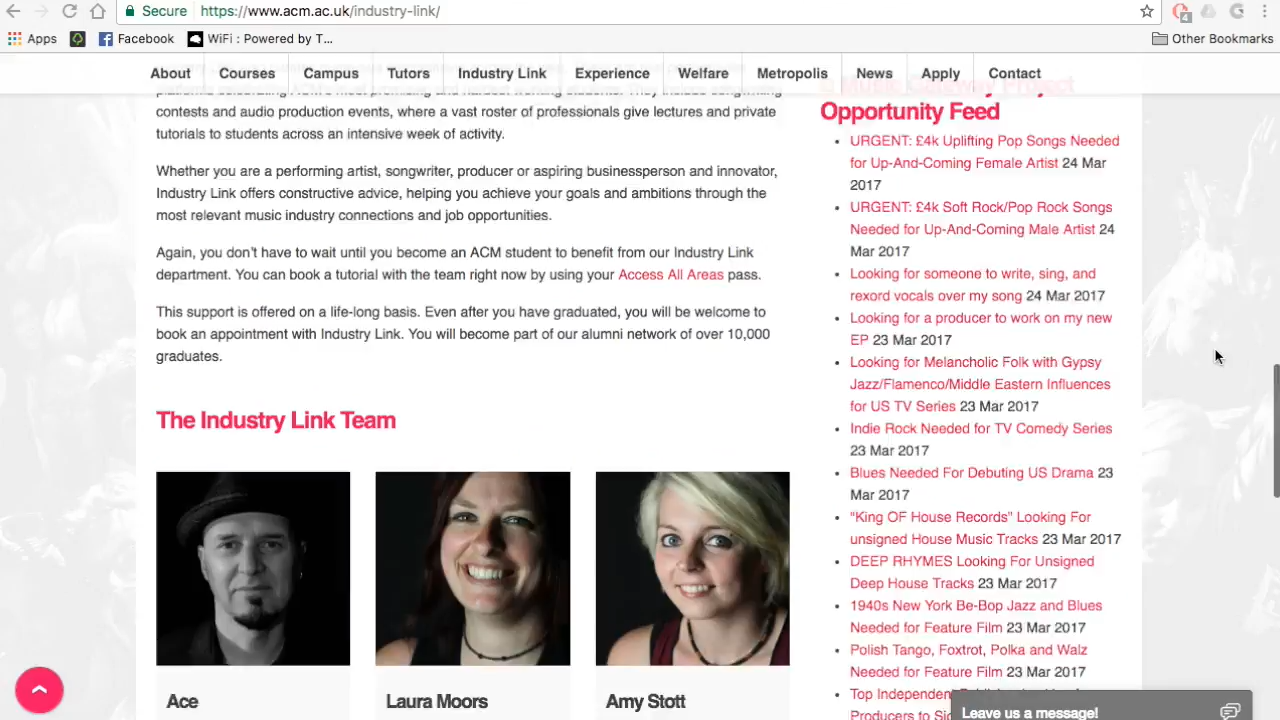 Secure https://www.acm.ac.uk/industry-link/
4
Apps Facebook WiFi : Powered by T... Other Bookmarks
About Courses Campus Tutors Industry Link Experience Welfare Metropolis News Apply Contact
contests and audio production events, where a vast roster of professionals give lectures and private
tutorials to students across an intensive week of activity.
Whether you are a performing artist, songwriter, producer or aspiring businessperson and innovator,
Industry Link offers constructive advice, helping you achieve your goals and ambitions through the
most relevant music industry connections and job opportunities.
Again, you don't have to wait until you become an ACM student to benefit from our Industry Link
department. You can book a tutorial with the team right now by using your Access All Areas pass.
This support is offered on a life-long basis. Even after you have graduated, you will be welcome to
book an appointment with Industry Link. You will become part of our alumni network of over 10,000
graduates.
The Industry Link Team
Ace
Laura Moors
Amy Stott
Project
Opportunity Feed
URGENT: £4k Uplifting Pop Songs Needed
for Up-And-Coming Female Artist 24 Mar
2017
URGENT: £4k Soft Rock/Pop Rock Songs
Needed for Up-And-Coming Male Artist 24
Mar 2017
Looking for someone to write, sing, and
rexord vocals over my song 24 Mar 2017
Looking for a producer to work on my new
EP 23 Mar 2017
Looking for Melancholic Folk with Gypsy
Jazz/Flamenco/Middle Eastern Influences
for US TV Series 23 Mar 2017
Indie Rock Needed for TV Comedy Series
23 Mar 2017
Blues Needed For Debuting US Drama 23
Mar 2017
“King OF House Records” Looking For
unsigned House Music Tracks 23 Mar 2017
DEEP RHYMES Looking For Unsigned
Deep House Tracks 23 Mar 2017
1940s New York Be-Bop Jazz and Blues
Needed for Feature Film 23 Mar 2017
Polish Tango, Foxtrot, Polka and Walz
Needed for Feature Film 23 Mar 2017
Top Independent
Producers to
Leave us a message!